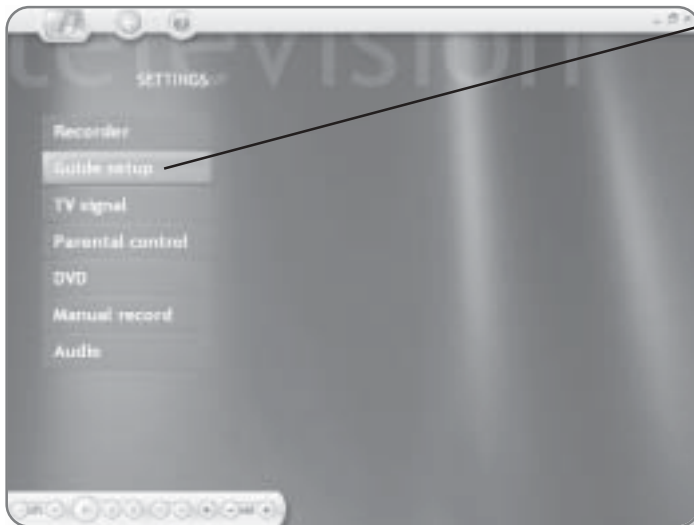 television
SETTINGS
Recorder
Guide setup
TV signal
Parental control
DVD
Manual record
Audio